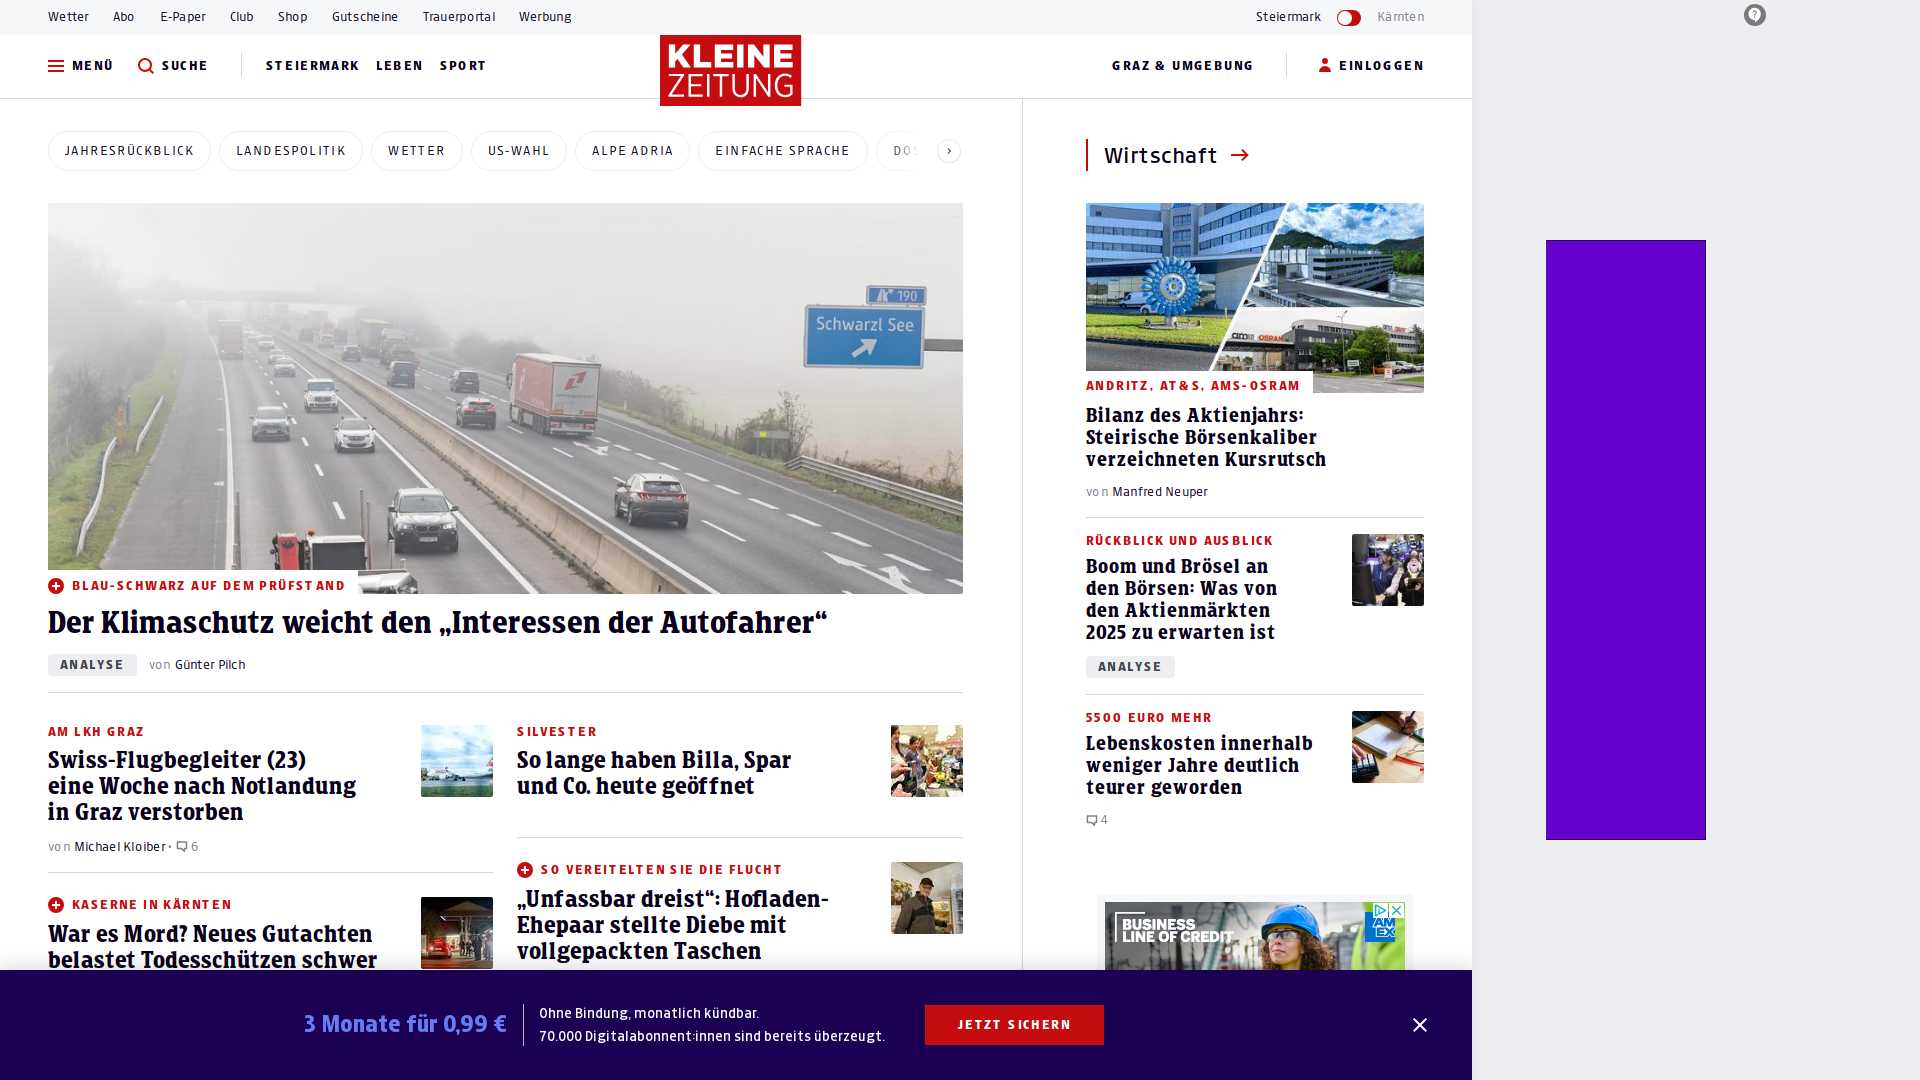 Wetter Abo E-Paper Club Shop Gutscheine Trauerportal Werbung
Steiermark Kärnten
MENÜ SUCHE STEIERMARK LEBEN SPORT
KLEINE
ZEITUNG
GRAZ & UMGEBUNG EINLOGGEN
JAHRESRÜCKBLICK LANDESPOLITIK WETTER US-WAHL ALPE ADRIA EINFACHE SPRACHE
190
Schwarzl See
BLAU-SCHWARZ AUF DEM PRÜFSTAND
Der Klimaschutz weicht den „Interessen der Autofahrer“
ANALYSE von Günter Pilch
AM LKH GRAZ
Swiss-Flugbegleiter (23)
eine Woche nach Notlandung
in Graz verstorben
von Michael Kloiber • 6
KASERNE IN KÄRNTEN
War es Mord? Neues Gutachten
belastet Todesschützen schwer
SILVESTER
So lange haben Billa, Spar
und Co. heute geöffnet
SO VEREITELTEN SIE DIE FLUCHT
„Unfassbar dreist“: Hofladen-
Ehepaar stellte Diebe mit
vollgepackten Taschen
Wirtschaft
ANDRITZ, AT&S, AMS-OSRAM
Bilanz des Aktienjahrs:
Steirische Börsenkaliber
verzeichneten Kursrutsch
von Manfred Neuper
RÜCKBLICK UND AUSBLICK
Boom und Brösel an
den Börsen: Was von
den Aktienmärkten
2025 zu erwarten ist
ANALYSE
5500 EURO MEHR
Lebenskosten innerhalb
weniger Jahre deutlich
teurer geworden
4
BUSINESS
LINE OF CREDIT
AM
EX
3 Monate für 0,99 €
Ohne Bindung, monatlich kündbar.
70.000 Digitalabonnent:innen sind bereits überzeugt.
JETZT SICHERN